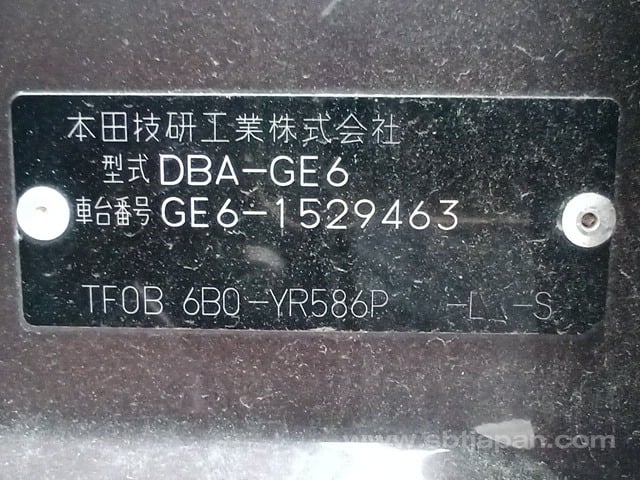 本田技研工業株式会社
型式 DBA-GE6
車台番号 GE6-1529463
TF0B 6B0-YR586P -L -S
www.sbtjapan.com